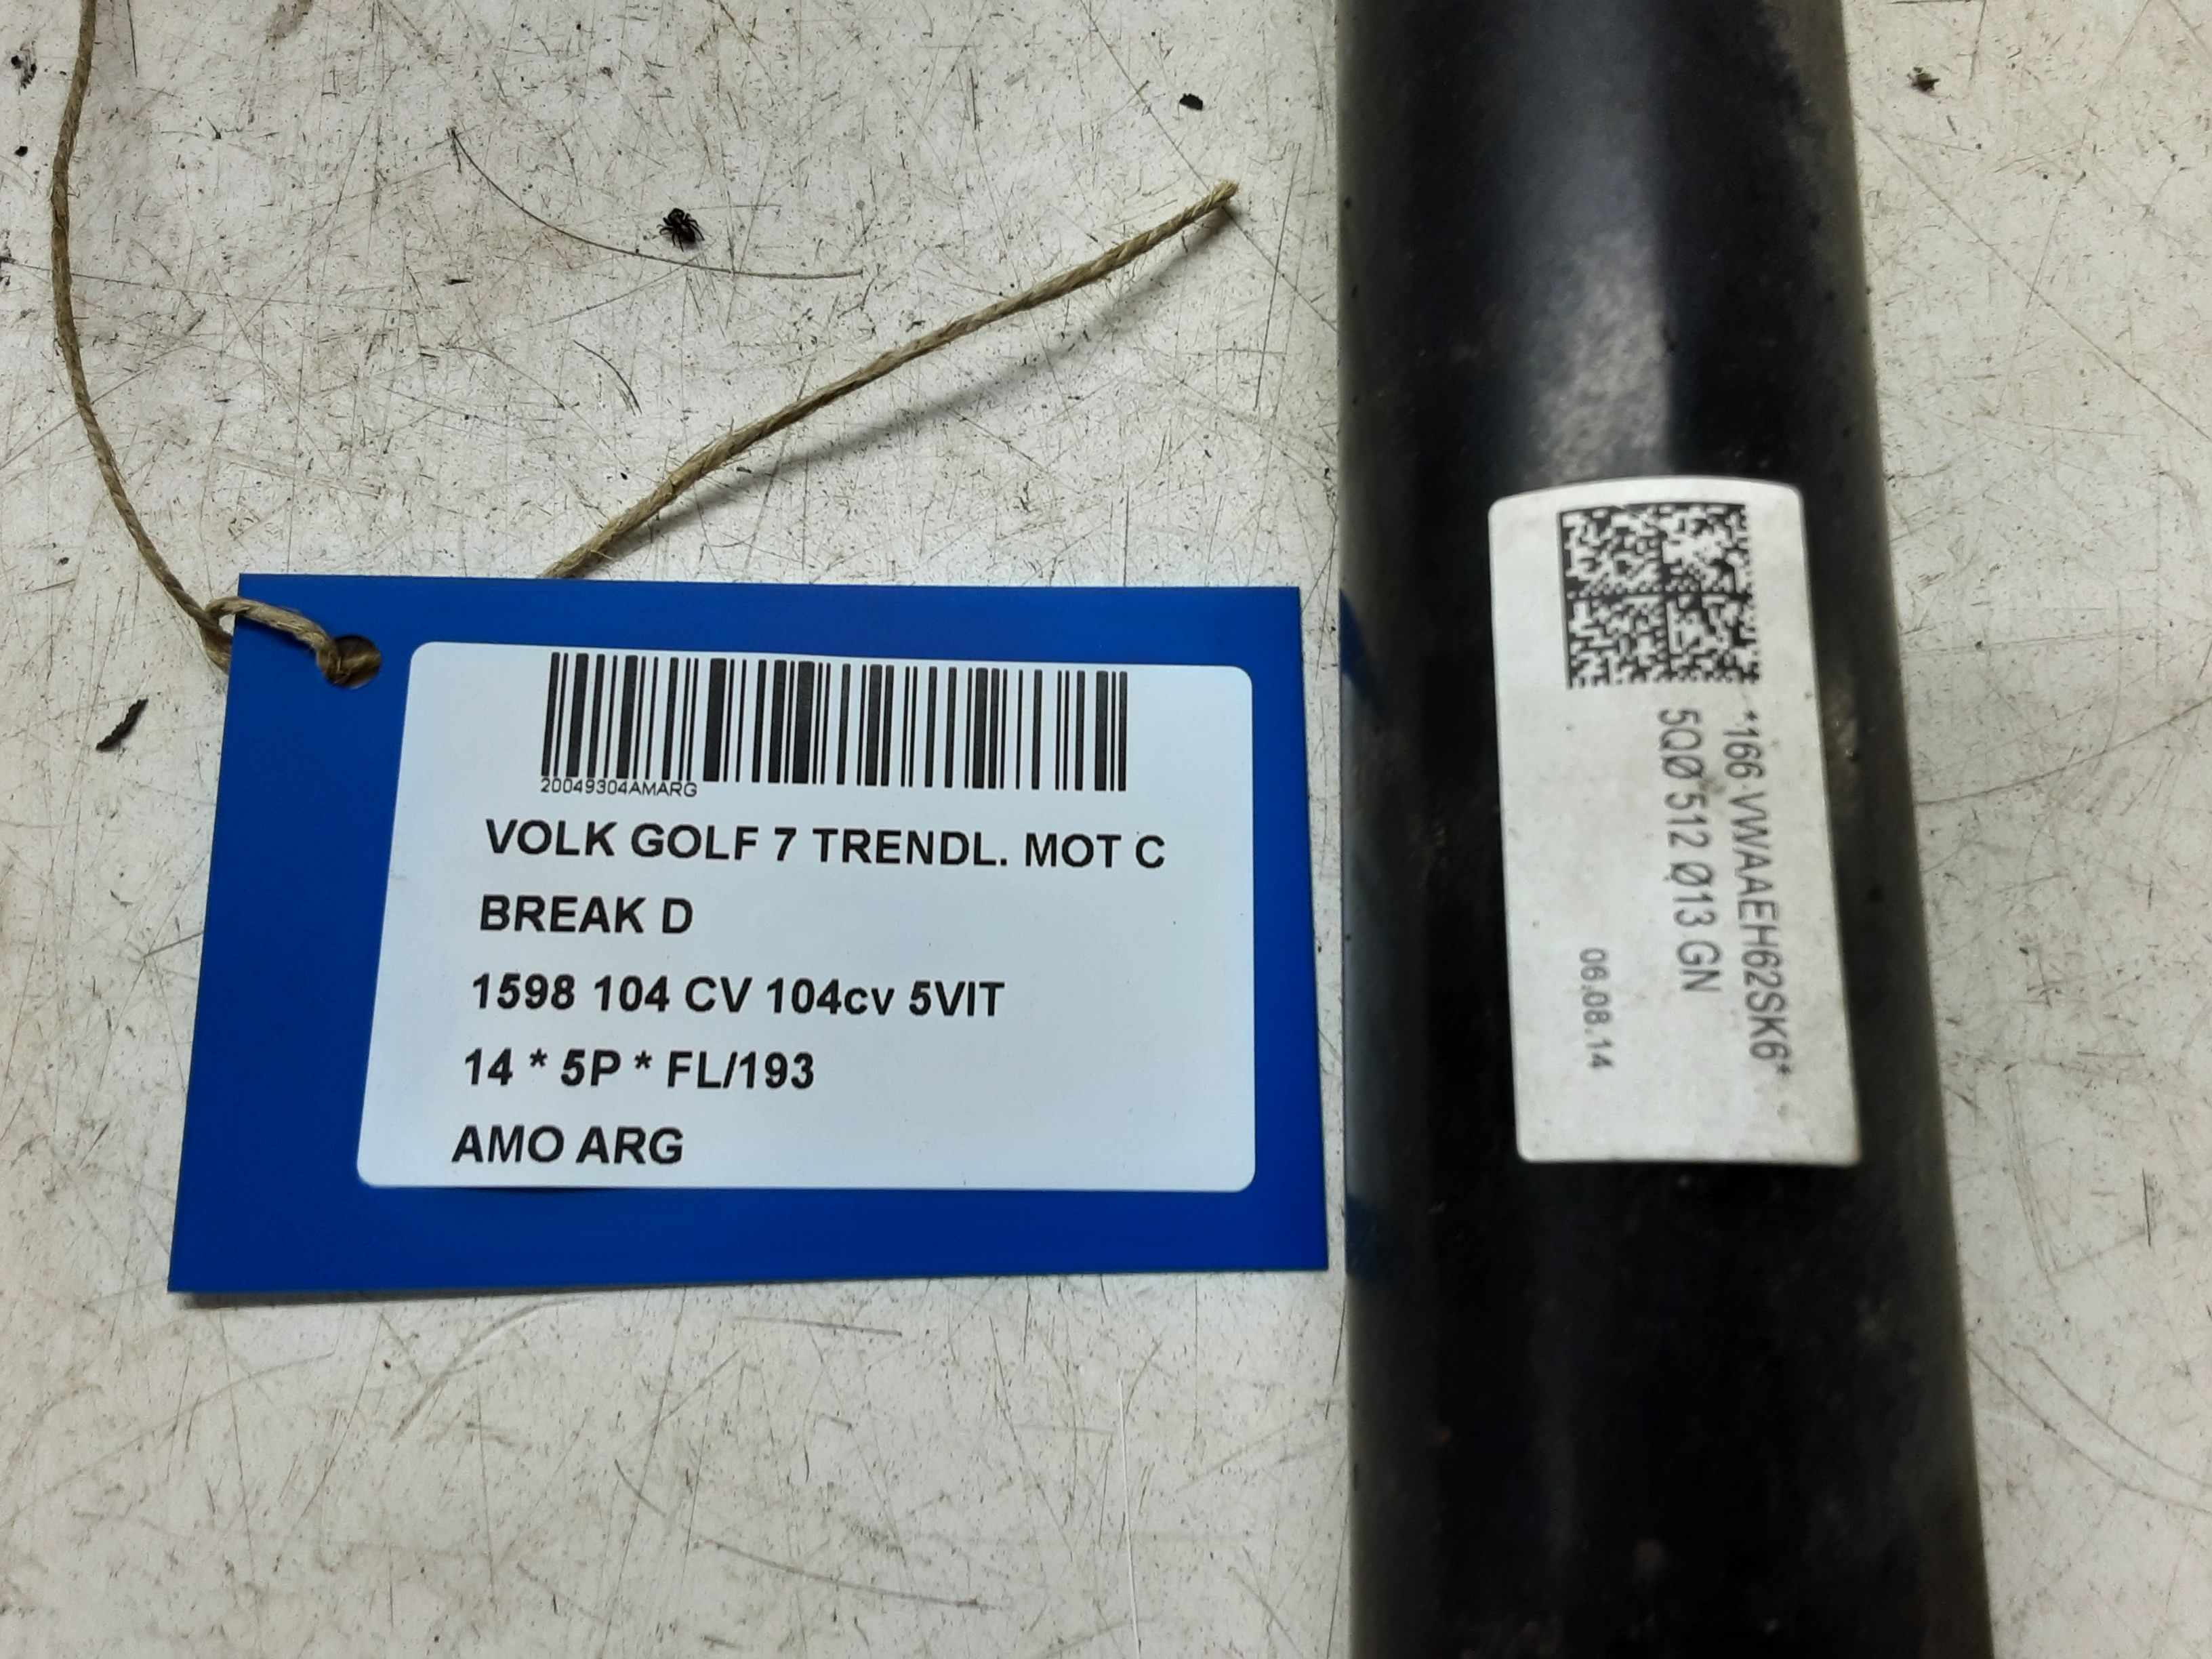 20049304AMARG
VOLK GOLF 7 TRENDL. MOT C
BREAK D
1598 104 CV 104cv 5VIT
14 * 5P * FL/193
AMO ARG
*166 VWAAEH62SK6*
5QØ 512 Ø13 GN
06.08.14